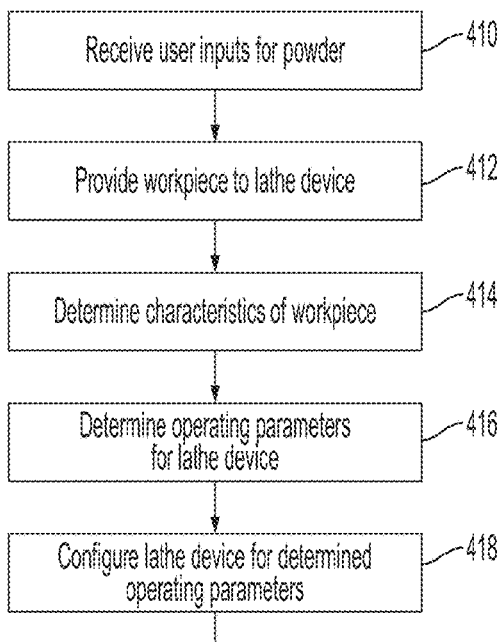 Receive user inputs for powder
410
Provide workpiece to lathe device
412
Determine characteristics of workpiece
414
Determine operating parameters
for lathe device
416
Configure lathe device for determined
operating parameters
418